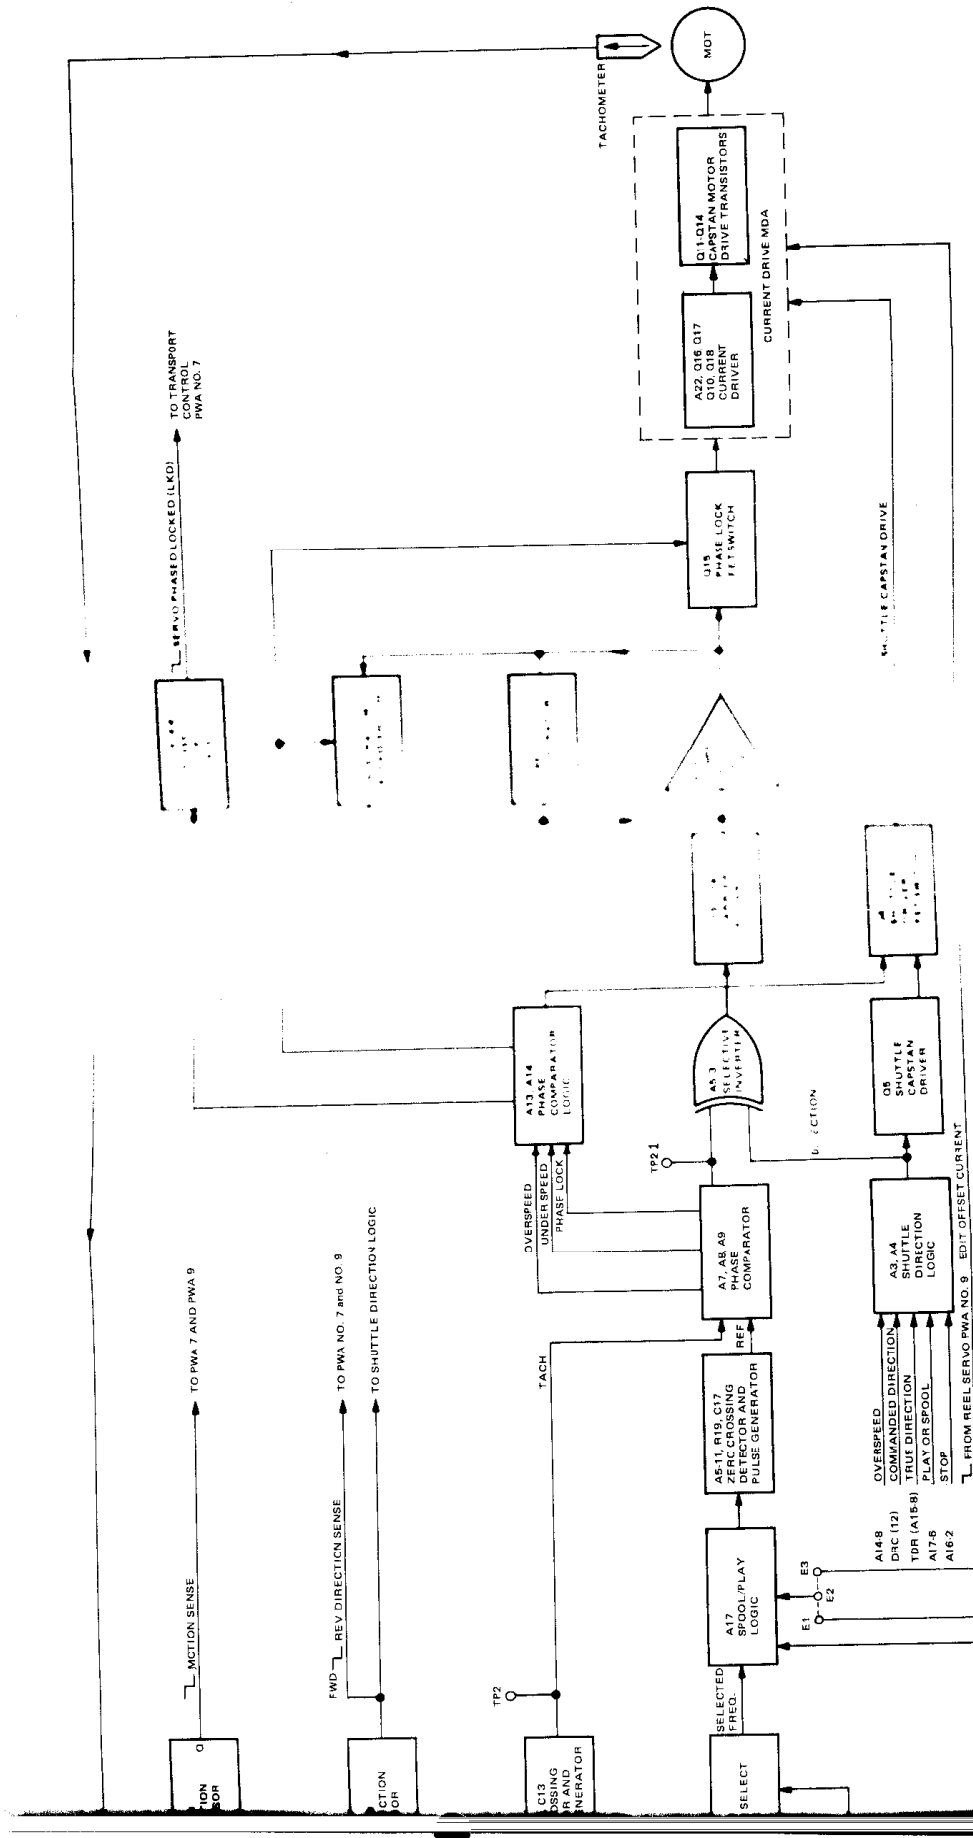 MOT
TACHOMETER
Q11-Q14
CAPSTAN MOTOR
DRIVE TRANSISTORS
CURRENT DRIVE MDA
A22, Q16, Q17
Q10, Q18
CURRENT
DRIVER
TO TRANSPORT
CONTROL
PWA NO. 7
SERVO PHASED LOCKED (LKD)
Q15
PHASE LOCK
FET SWITCH
SHUTTLE CAPSTAN DRIVE
A13, A14
PHASE
COMPARATOR
LOGIC
OVERSPEED
UNDER SPEED
PHASE LOCK
A5-3
SELECTIVE
INVERTER
TP2 1
A7, A8, A9
PHASE
COMPARATOR
Q5
SHUTTLE
CAPSTAN
DRIVER
A3, A4
SHUTTLE
DIRECTION
LOGIC
EDIT OFFSET CURRENT
FROM REEL SERVO PWA NO. 9
TO PWA 7 AND PWA 9
MOTION SENSE
TO PWA NO. 7 and NO. 9
TO SHUTTLE DIRECTION LOGIC
FWD
REV DIRECTION SENSE
TACH
REF
A5-11, R19, C17
ZERO CROSSING
DETECTOR AND
PULSE GENERATOR
A17
SPOOL/PLAY
LOGIC
SELECTED
FREQ.
SELECT
TP2
C13
AND
A14-8 OVERSPEED
DRC (12) COMMANDED DIRECTION
TDR (A15-8) TRUE DIRECTION
A17-6 PLAY OR SPOOL
A16-2 STOP
E1
E2
E3